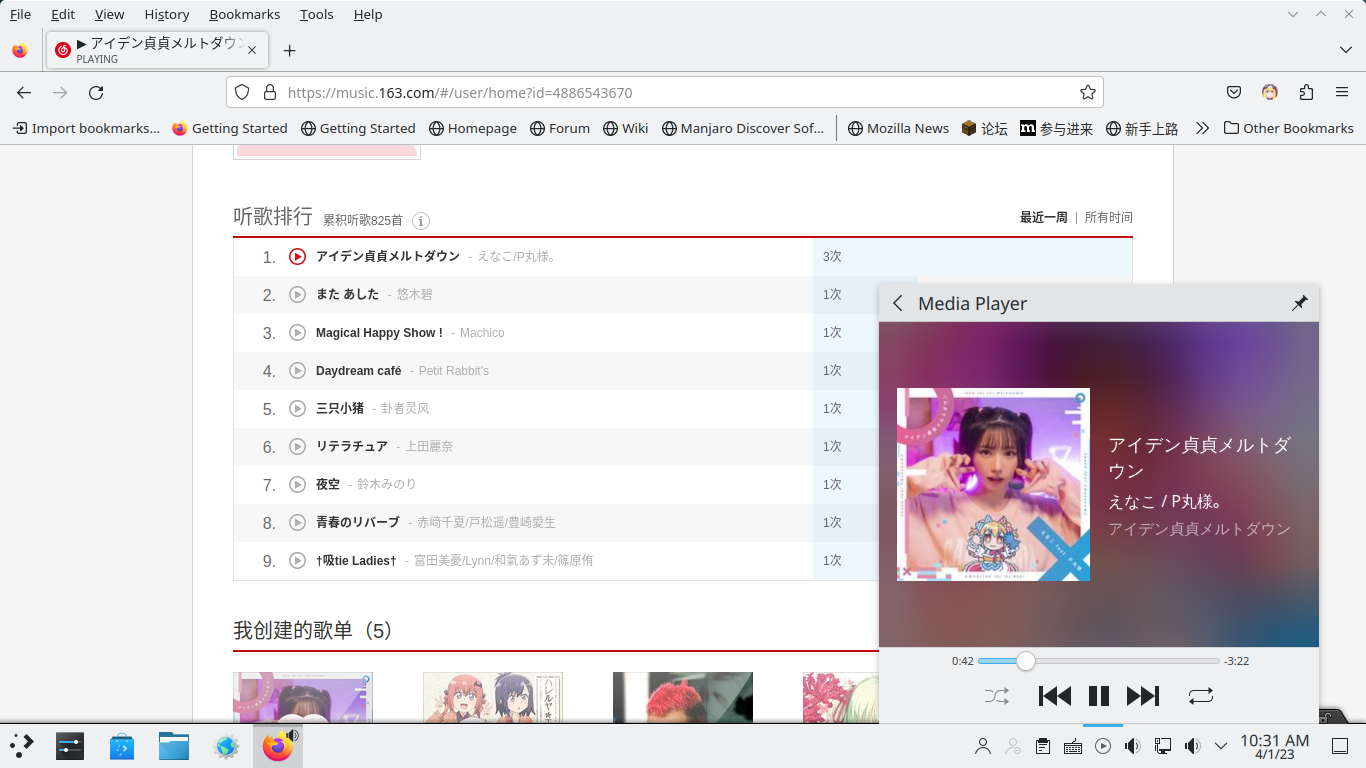 File Edit View History Bookmarks Tools Help
▶ アイデン貞貞メルトダウン
PLAYING
https://music.163.com/#/user/home?id=4886543670
Import bookmarks... Getting Started Getting Started Homepage Forum Wiki Manjaro Discover Sof... Mozilla News 论坛 参与进来 新手上路 Other Bookmarks
听歌排行 累积听歌825首 最近一周 | 所有时间
1. アイデン貞貞メルトダウン - えなこ/P丸様。 3次
2. また あした - 悠木碧 1次
3. Magical Happy Show ! - Machico 1次
4. Daydream café - Petit Rabbit's 1次
5. 三只小猪 - 卦者灵风 1次
6. リテラチュア - 上田麗奈 1次
7. 夜空 - 鈴木みのり 1次
8. 青春のリバーブ - 赤﨑千夏/戸松遥/豊崎愛生 1次
9. †吸tie Ladies† - 富田美憂/Lynn/和氣あず未/篠原侑 1次
我创建的歌单（5）
Media Player
アイデン貞貞メルトダ
ウン
えなこ / P丸様。
アイデン貞貞メルトダウン
0:42 -3:22
10:31 AM
4/1/23